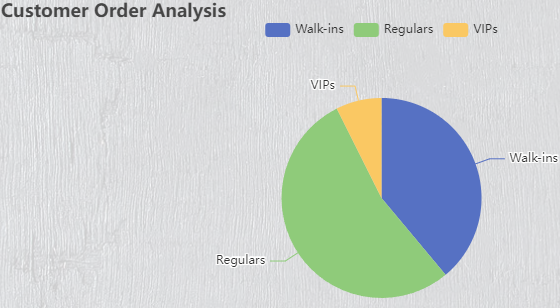 Customer Order Analysis
Walk-ins Regulars VIPs
VIPs
Walk-ins
Regulars